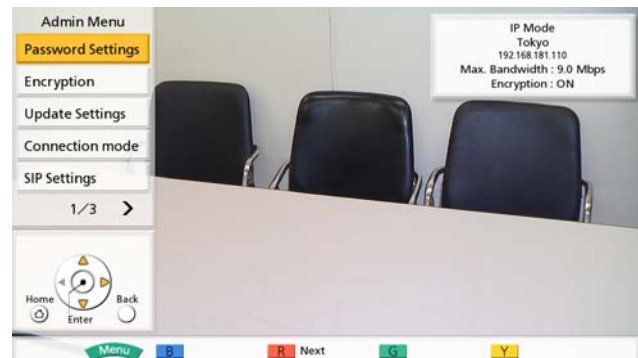 Admin Menu
Password Settings
Encryption
Update Settings
Connection mode
SIP Settings
1/3
IP Mode
Tokyo
192.168.181.110
Max. Bandwidth : 9.0 Mbps
Encryption : ON
Home
Enter
Back
Menu
B
R Next
G
Y